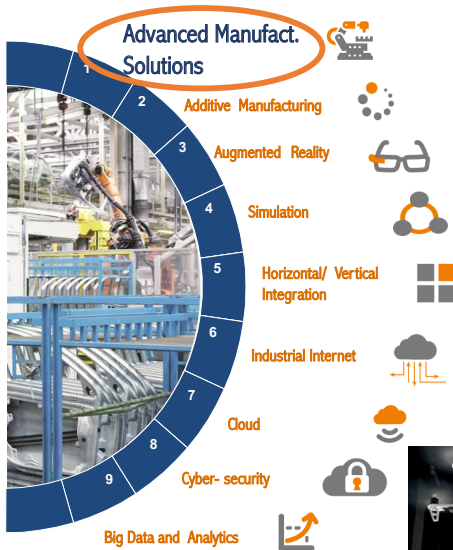 Advanced Manufact.
Solutions
1
2
Additive Manufacturing
3
Augmented Reality
4
Simulation
5
Horizontal/ Vertical
Integration
6
Industrial Internet
7
Cloud
8
Cyber- security
9
Big Data and Analytics